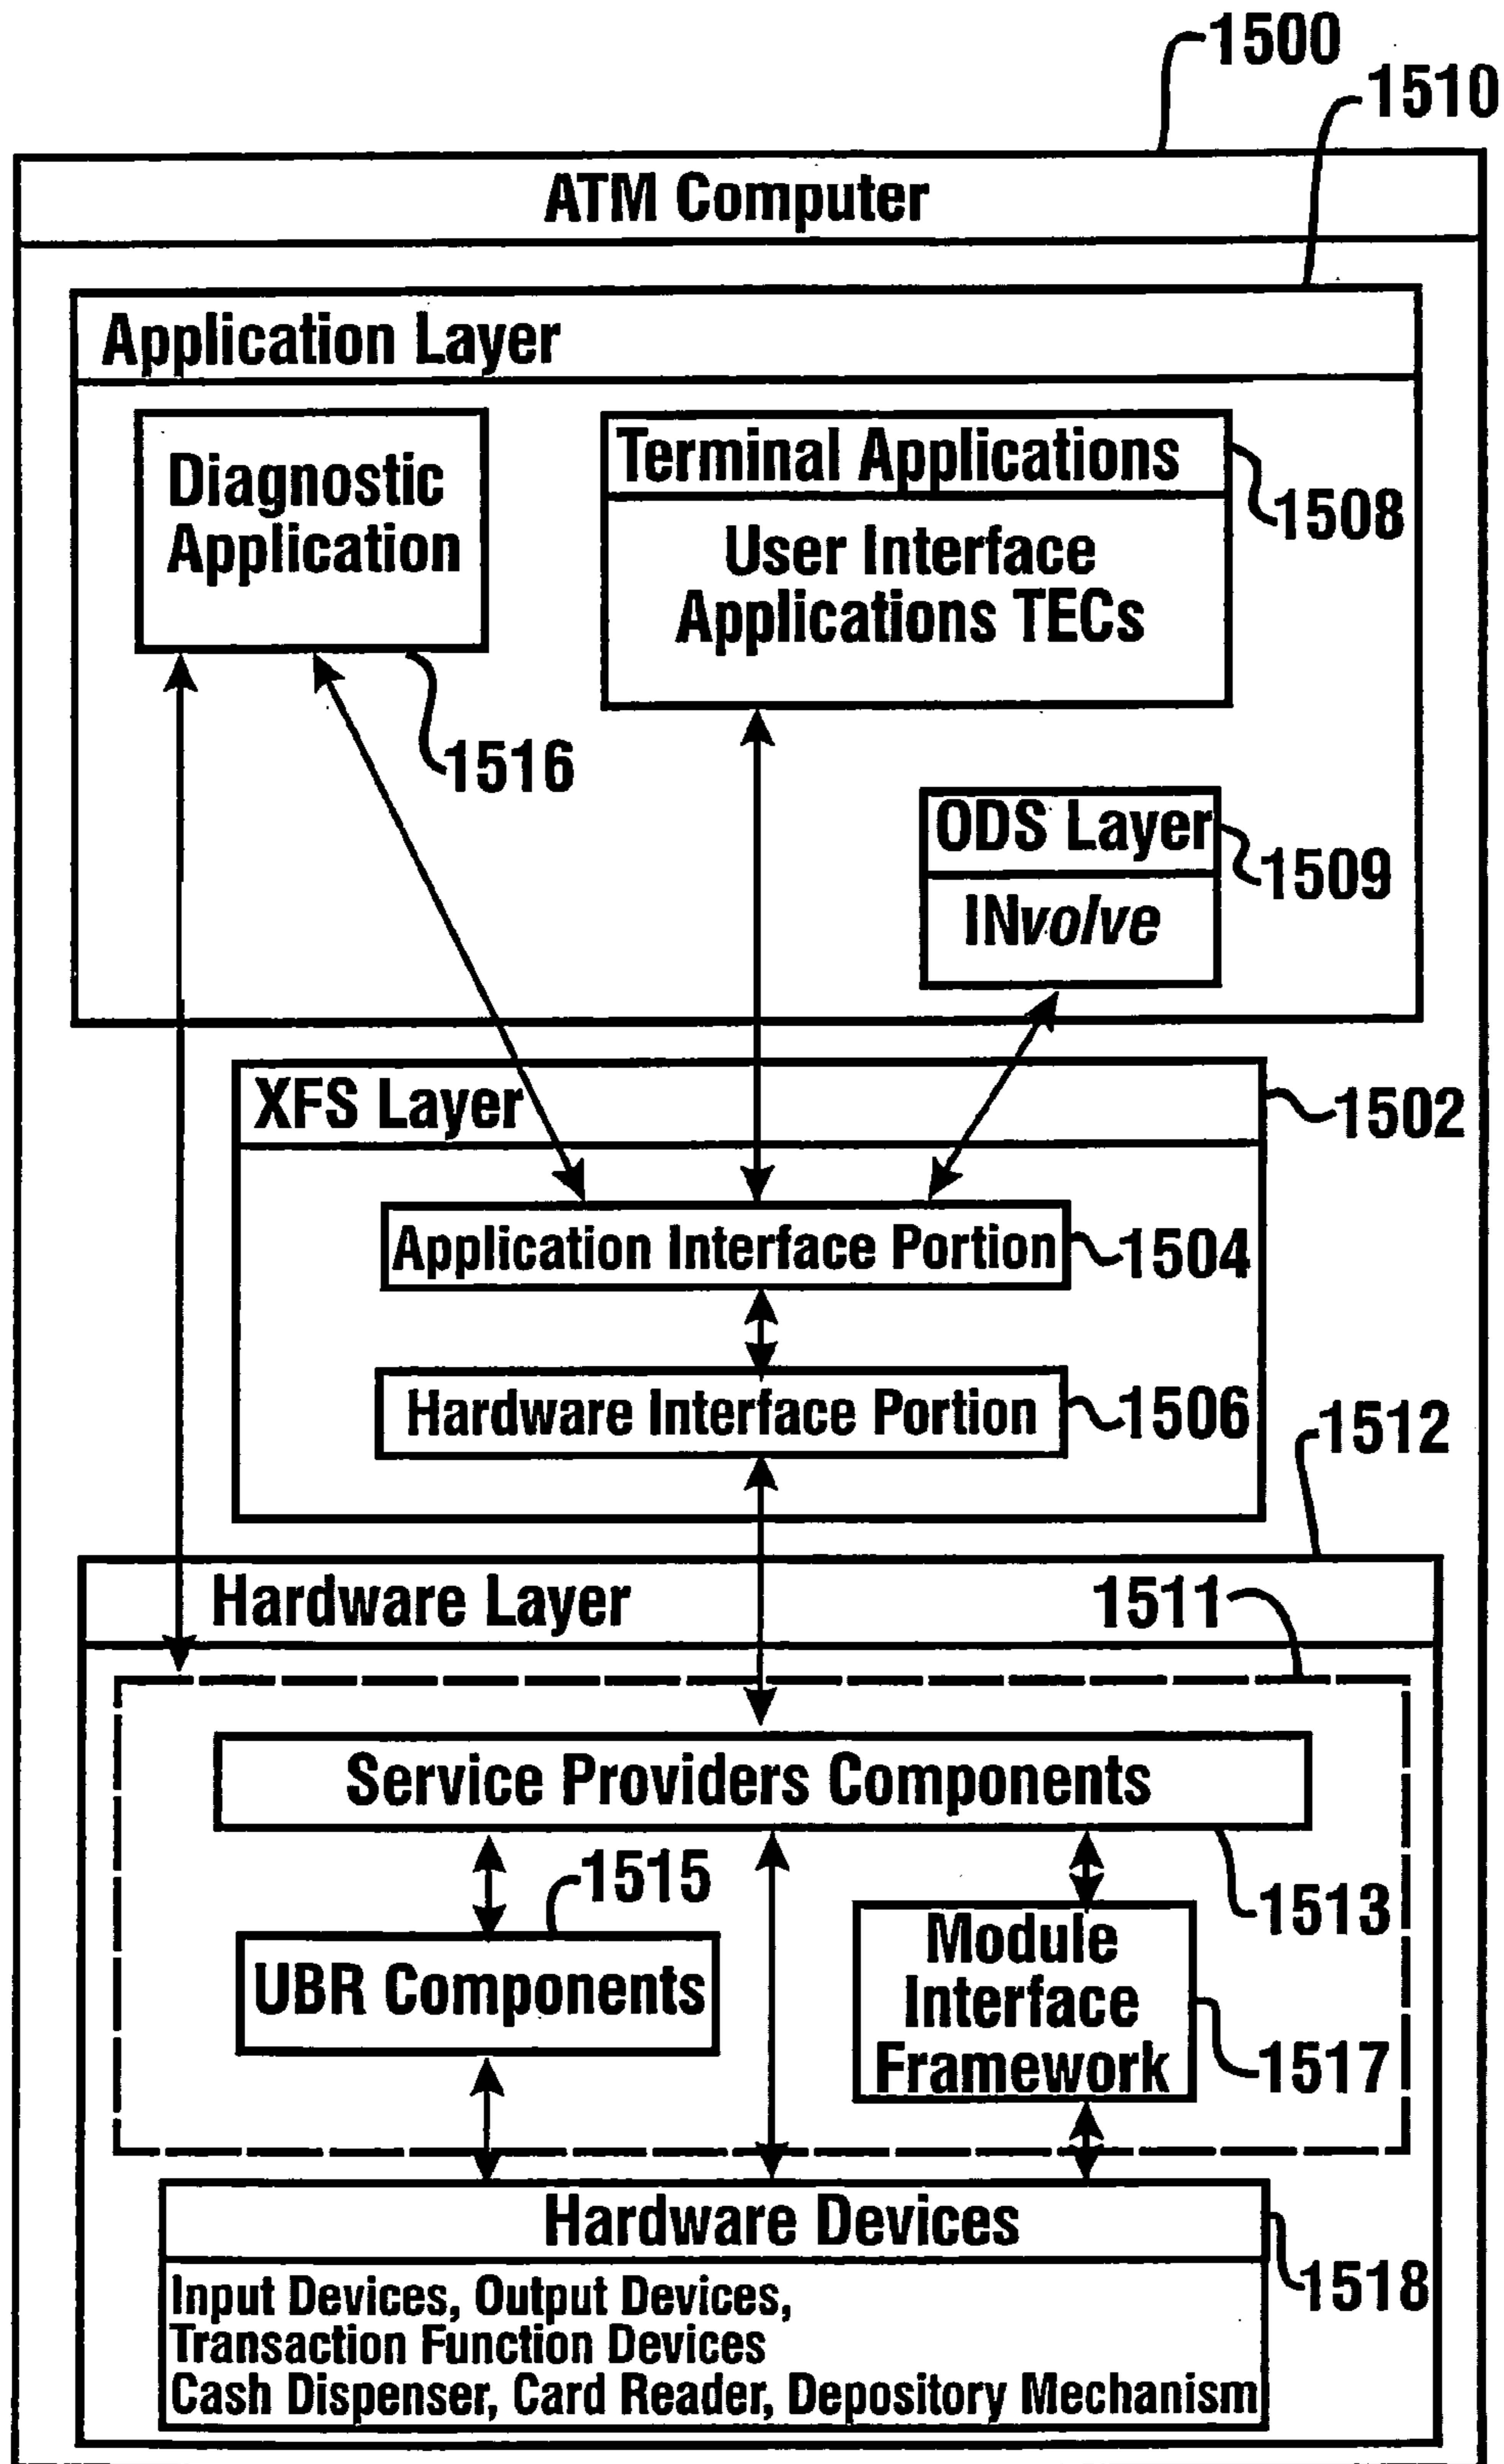 1500
1510
ATM Computer
Application Layer
Diagnostic
Application
Terminal Applications
1508
User Interface
Applications TECs
1516
ODS Layer
1509
INvolve
XFS Layer
1502
Application Interface Portion
1504
Hardware Interface Portion
1506
1512
Hardware Layer
1511
Service Providers Components
1515
1513
UBR Components
Module
Interface
Framework
1517
Hardware Devices
1518
Input Devices, Output Devices,
Transaction Function Devices
Cash Dispenser, Card Reader, Depository Mechanism